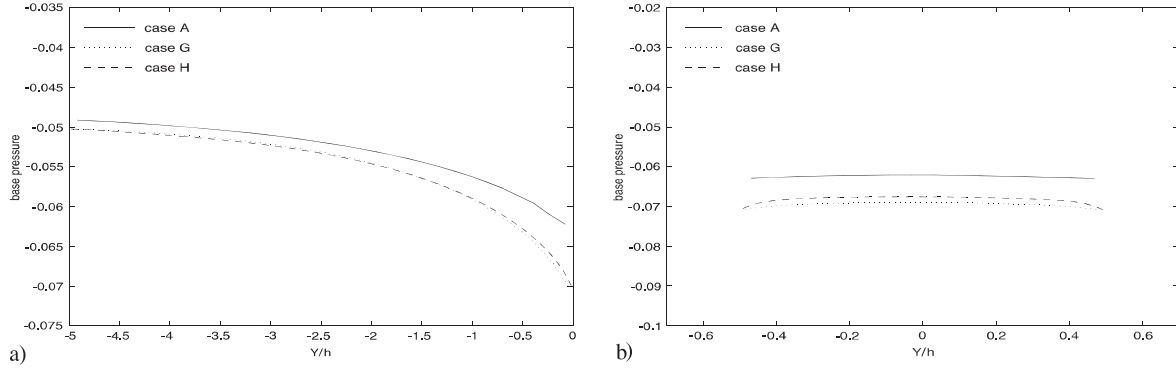 -0.035
-0.04
-0.045
-0.05
-0.055
-0.06
-0.065
-0.07
-0.075
base pressure
case A
case G
case H
-5 -4.5 -4 -3.5 -3 -2.5 -2 -1.5 -1 -0.5 0
Y/h
a)
-0.02
-0.03
-0.04
-0.05
-0.06
-0.07
-0.08
-0.09
-0.1
base pressure
case A
case G
case H
-0.6 -0.4 -0.2 0 0.2 0.4 0.6
Y/h
b)